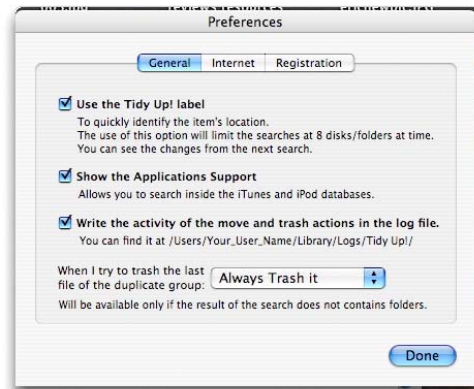 Preferences
General Internet Registration
Use the Tidy Up! label
To quickly identify the item's location.
The use of this option will limit the searches at 8 disks/folders at time.
You can see the changes from the next search.
Show the Applications Support
Allows you to search inside the iTunes and iPod databases.
Write the activity of the move and trash actions in the log file.
You can find it at /Users/Your_User_Name/Library/Logs/Tidy Up!/
When I try to trash the last
file of the duplicate group: Always Trash it
Will be available only if the result of the search does not contains folders.
Done